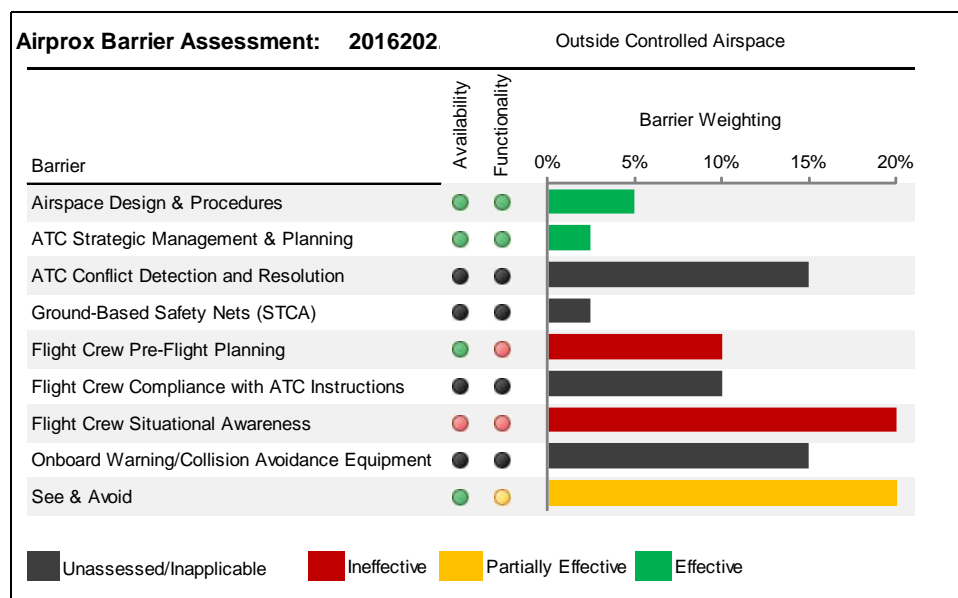 Airprox Barrier Assessment: 2016202. Outside Controlled Airspace
Availability
Functionality
Barrier Weighting
Barrier
0% 5% 10% 15% 20%
Airspace Design & Procedures
ATC Strategic Management & Planning
ATC Conflict Detection and Resolution
Ground-Based Safety Nets (STCA)
Flight Crew Pre-Flight Planning
Flight Crew Compliance with ATC Instructions
Flight Crew Situational Awareness
Onboard Warning/Collision Avoidance Equipment
See & Avoid
Unassessed/Inapplicable Ineffective Partially Effective Effective